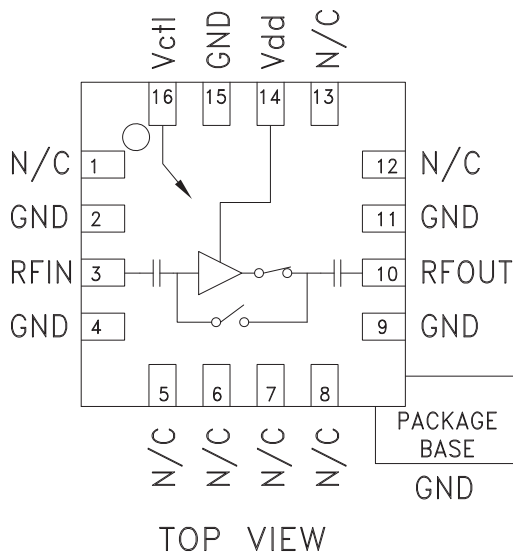 Vctl
GND
Vdd
N/C
16
15
14
13
N/C
1
12
N/C
GND
2
11
GND
RFIN
3
10
RFOUT
GND
4
9
GND
5
6
7
8
N/C
N/C
N/C
N/C
PACKAGE
BASE
GND
TOP VIEW